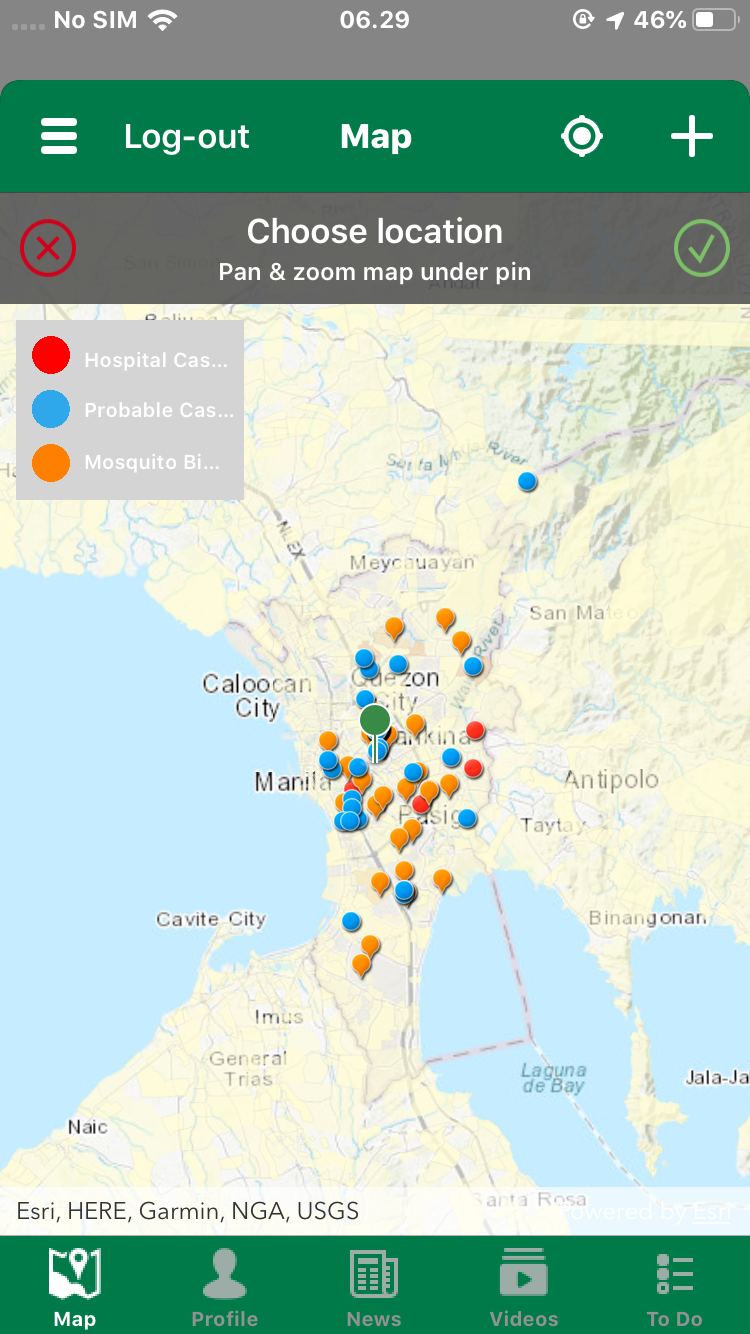 No SIM 06.29 46%
Log-out Map
Choose location
Pan & zoom map under pin
Hospital Cas...
Probable Cas...
Mosquito Bi...
River
NLEX
Meycauayan
San Mateo
River
Caloocan
City
Quezon
City
Manila
Antipolo
Pasig
Taytay
Cavite City
Binangonan
Imus
General
Trias
Laguna
de Bay
Jala-Ja
Naic
Santa Rosa
Esri, HERE, Garmin, NGA, USGS
Powered by Esri
Map Profile News Videos To Do